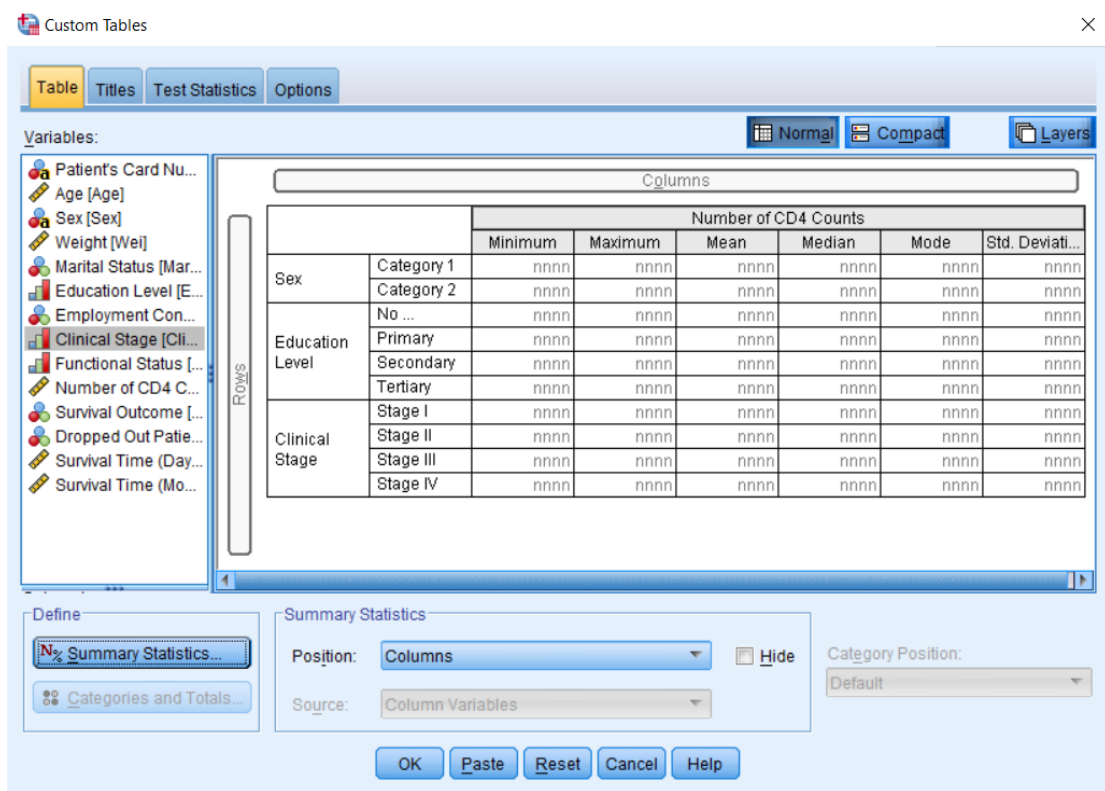 Custom Tables
Table Titles Test Statistics Options
Variables:
Normal Compact Layers
Patient's Card Nu...
Age [Age]
Sex [Sex]
Weight [Wei]
Marital Status [Mar...
Education Level [E...
Employment Con...
Clinical Stage [Cli...
Functional Status [...
Number of CD4 C...
Survival Outcome [...
Dropped Out Patie...
Survival Time (Day...
Survival Time (Mo...
Columns
Rows
Number of CD4 Counts
Minimum Maximum Mean Median Mode Std. Deviati...
Sex
Category 1 nnnn nnnn nnnn nnnn nnnn nnnn
Category 2 nnnn nnnn nnnn nnnn nnnn nnnn
Education
Level
No ... nnnn nnnn nnnn nnnn nnnn nnnn
Primary nnnn nnnn nnnn nnnn nnnn nnnn
Secondary nnnn nnnn nnnn nnnn nnnn nnnn
Tertiary nnnn nnnn nnnn nnnn nnnn nnnn
Clinical
Stage
Stage I nnnn nnnn nnnn nnnn nnnn nnnn
Stage II nnnn nnnn nnnn nnnn nnnn nnnn
Stage III nnnn nnnn nnnn nnnn nnnn nnnn
Stage IV nnnn nnnn nnnn nnnn nnnn nnnn
Define
N% Summary Statistics...
Categories and Totals...
Summary Statistics
Position: Columns Hide
Source: Column Variables
Category Position:
Default
OK Paste Reset Cancel Help